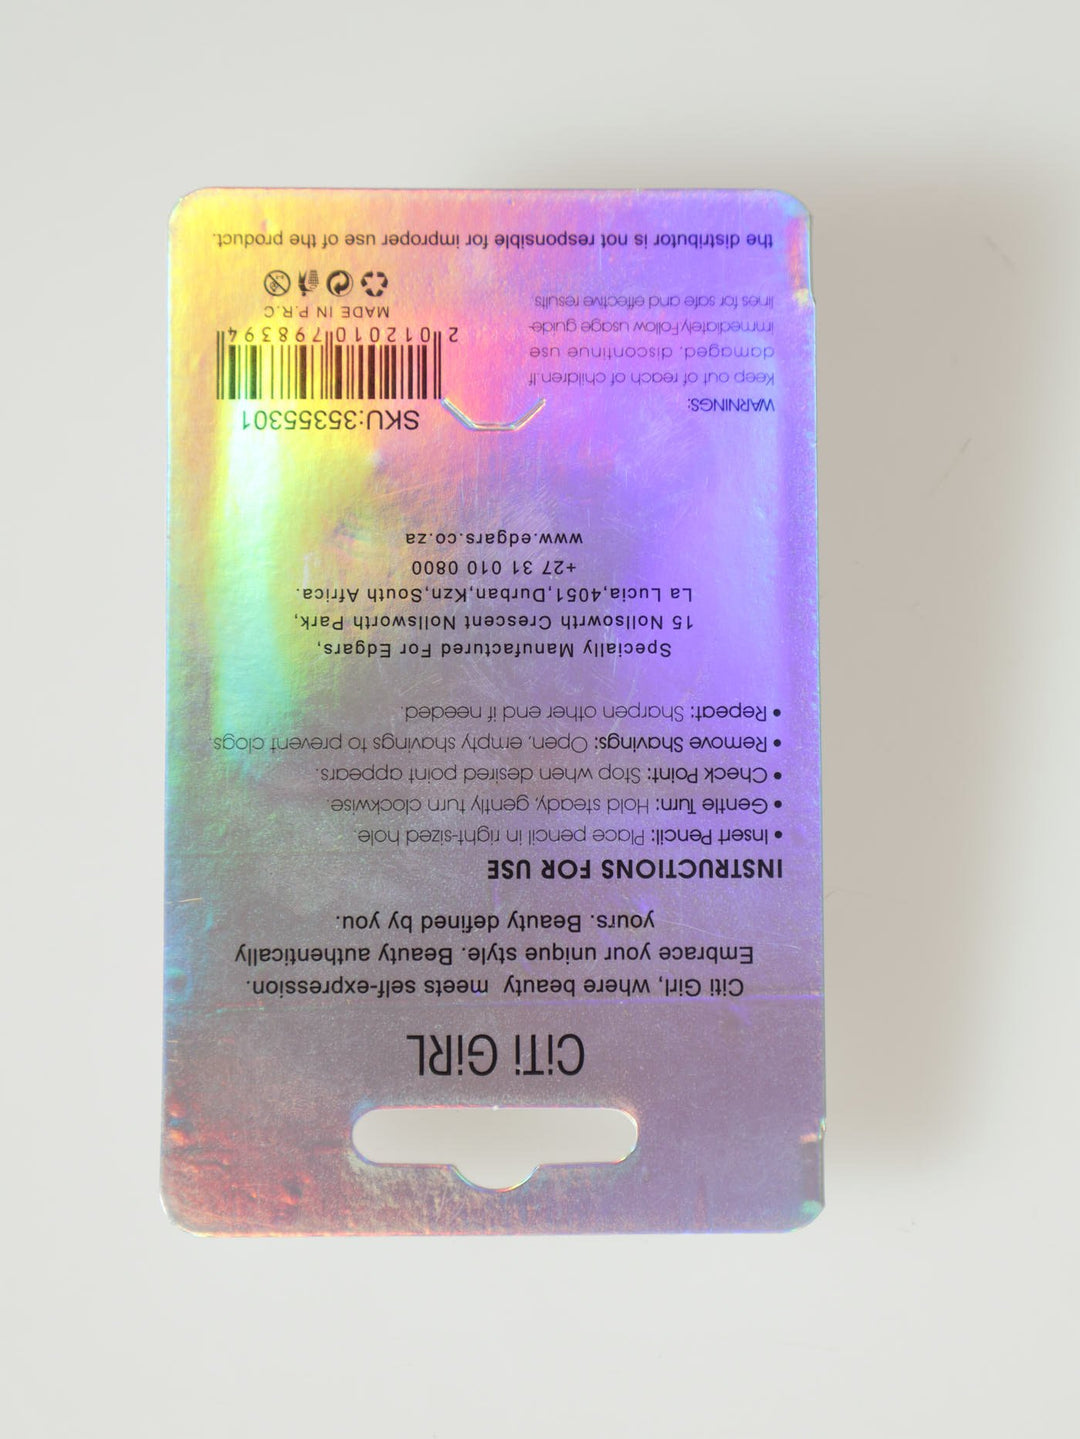 CiTi GiRL
Citi Girl, where beauty meets self-expression.
Embrace your unique style. Beauty authentically
yours. Beauty defined by you.
INSTRUCTIONS FOR USE
• Insert Pencil: Place pencil in right-sized hole.
• Gentle Turn: Hold steady, gently turn clockwise.
• Check Point: Stop when desired point appears.
• Remove Shavings: Open, empty shavings to prevent clogs.
• Repeat: Sharpen other end if needed.
Specially Manufactured For Edgars,
15 Nollsowrth Crescent Nollsworth Park,
La Lucia,4051,Durban,Kzn,South Africa.
+27 31 010 0800
www.edgars.co.za
WARNINGS:
Keep out of reach of children.If
damaged, discontinue use
immediately.Follow usage guide-
lines for safe and effective results.
SKU:35355301
2 012010 798394
MADE IN P.R.C
the distributor is not responsible for improper use of the product.